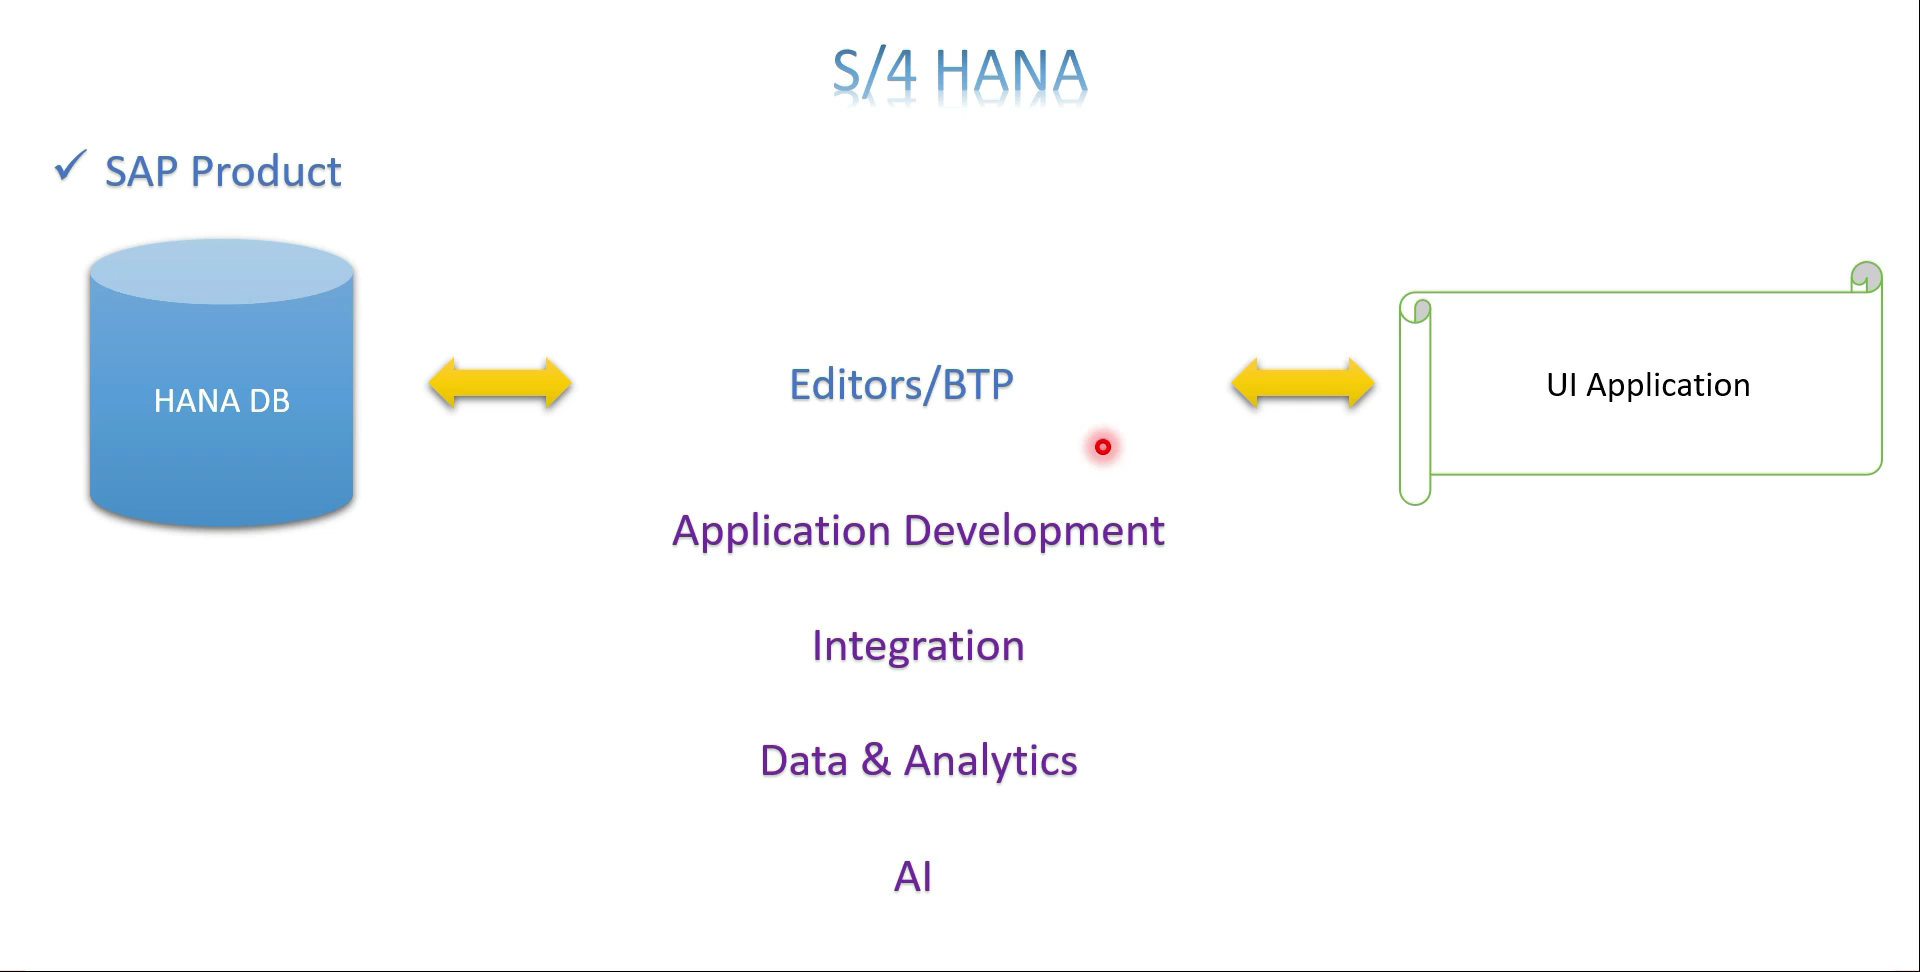 S/4 HANA
✓ SAP Product
HANA DB
Editors/BTP
UI Application
Application Development
Integration
Data & Analytics
AI